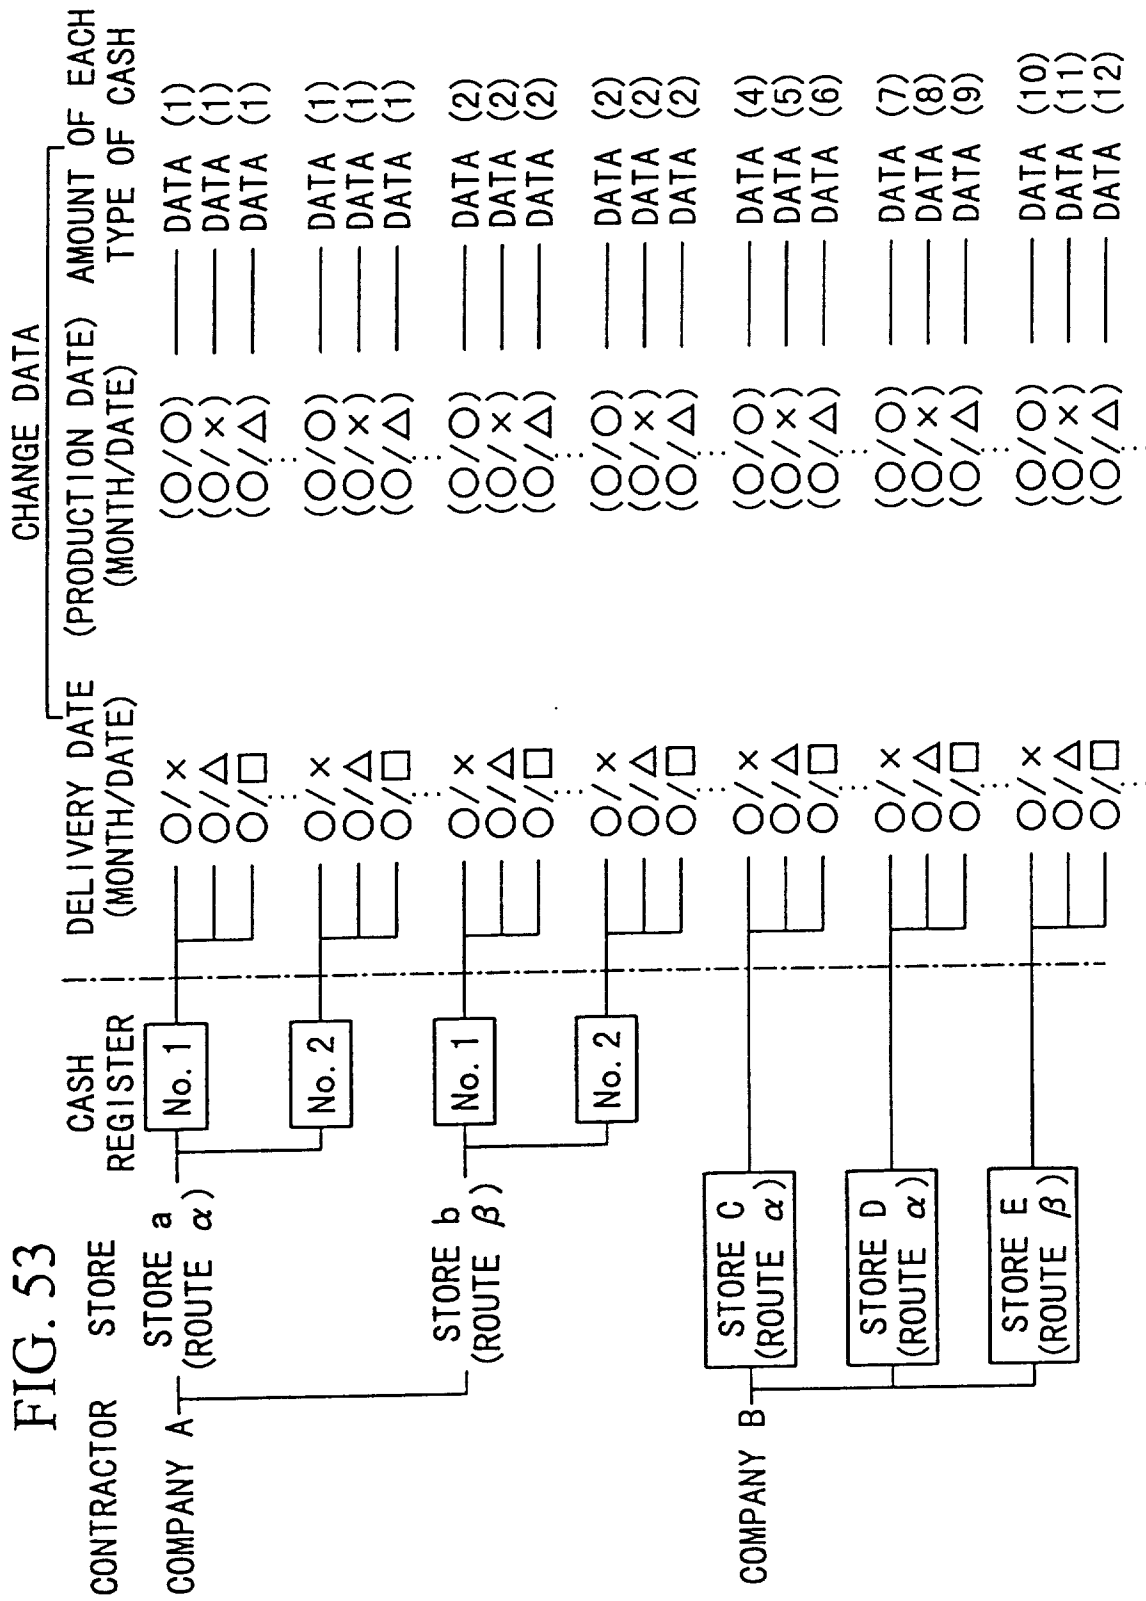 FIG. 53
CHANGE DATA
CONTRACTOR STORE CASH REGISTER DELIVERY DATE (MONTH/DATE) (PRODUCTION DATE) (MONTH/DATE) AMOUNT OF EACH TYPE OF CASH
COMPANY A STORE a (ROUTE α) No. 1 ○/× (○/○) DATA (1)
○/△ (○/×) DATA (1)
○/□ (○/△) DATA (1)
No. 2 ○/× (○/○) DATA (1)
○/△ (○/×) DATA (1)
○/□ (○/△) DATA (1)
STORE b (ROUTE β) No. 1 ○/× (○/○) DATA (2)
○/△ (○/×) DATA (2)
○/□ (○/△) DATA (2)
No. 2 ○/× (○/○) DATA (2)
○/△ (○/×) DATA (2)
○/□ (○/△) DATA (2)
COMPANY B STORE C (ROUTE α) ○/× (○/○) DATA (4)
○/△ (○/×) DATA (5)
○/□ (○/△) DATA (6)
STORE D (ROUTE α) ○/× (○/○) DATA (7)
○/△ (○/×) DATA (8)
○/□ (○/△) DATA (9)
STORE E (ROUTE β) ○/× (○/○) DATA (10)
○/△ (○/×) DATA (11)
○/□ (○/△) DATA (12)